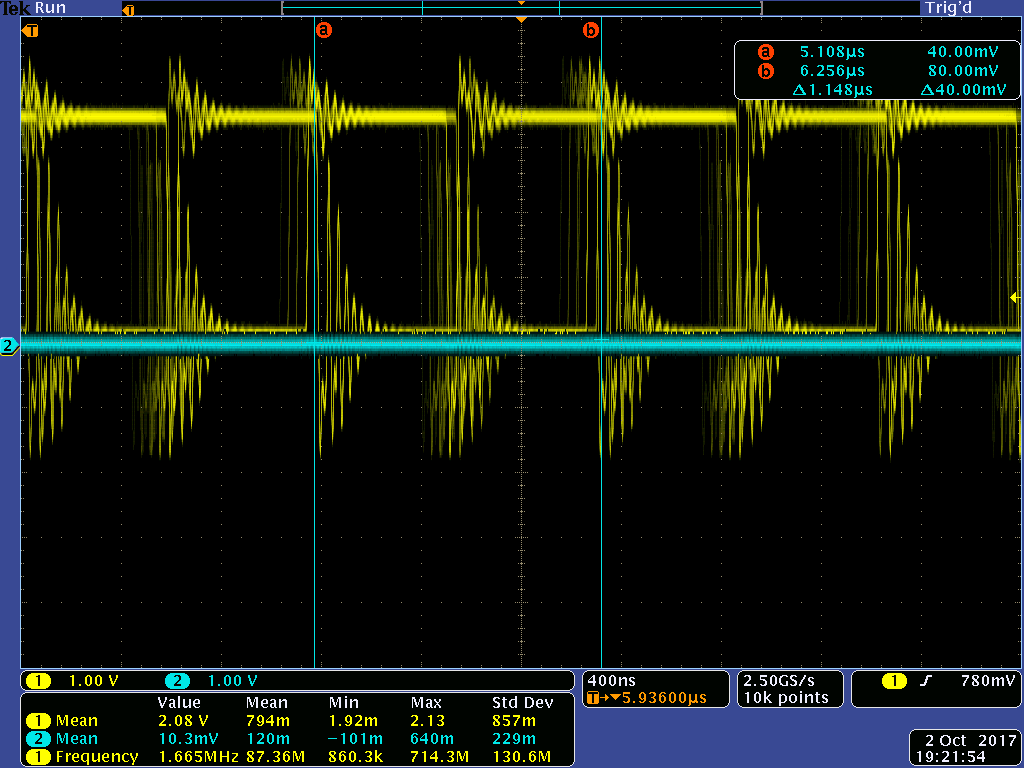 Tek Run Trig'd
T
T a b
a 5.108µs 40.00mV
b 6.256µs 80.00mV
Δ1.148µs Δ40.00mV
2
1 1.00 V 2 1.00 V
400ns
T→▼5.93600µs
2.50GS/s
10k points
1 780mV
Value Mean Min Max Std Dev
1 Mean 2.08 V 794m 1.92m 2.13 857m
2 Mean 10.3mV 120m −101m 640m 229m
1 Frequency 1.665MHz 87.36M 860.3k 714.3M 130.6M
2 Oct 2017
19:21:54